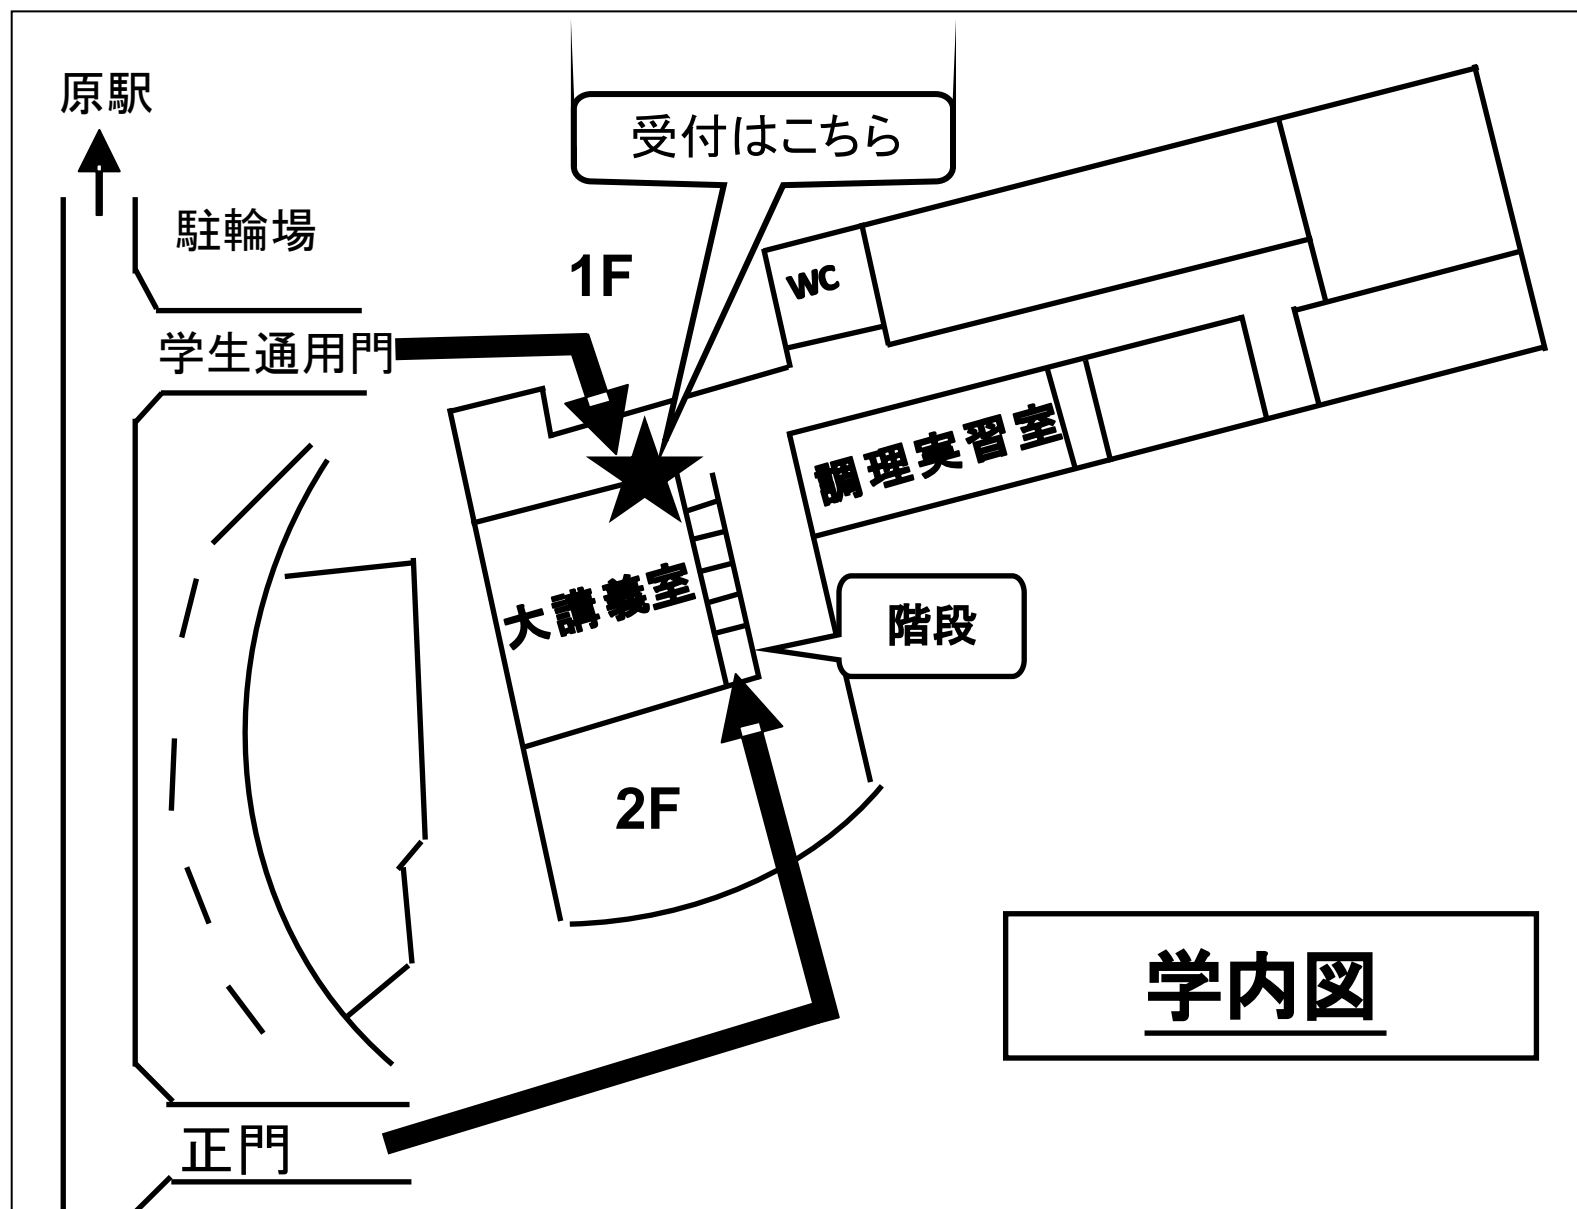 原駅
受付はこちら
駐輪場
1F
WC
学生通用門
調理実習室
大講義室
階段
2F
学内図
正門